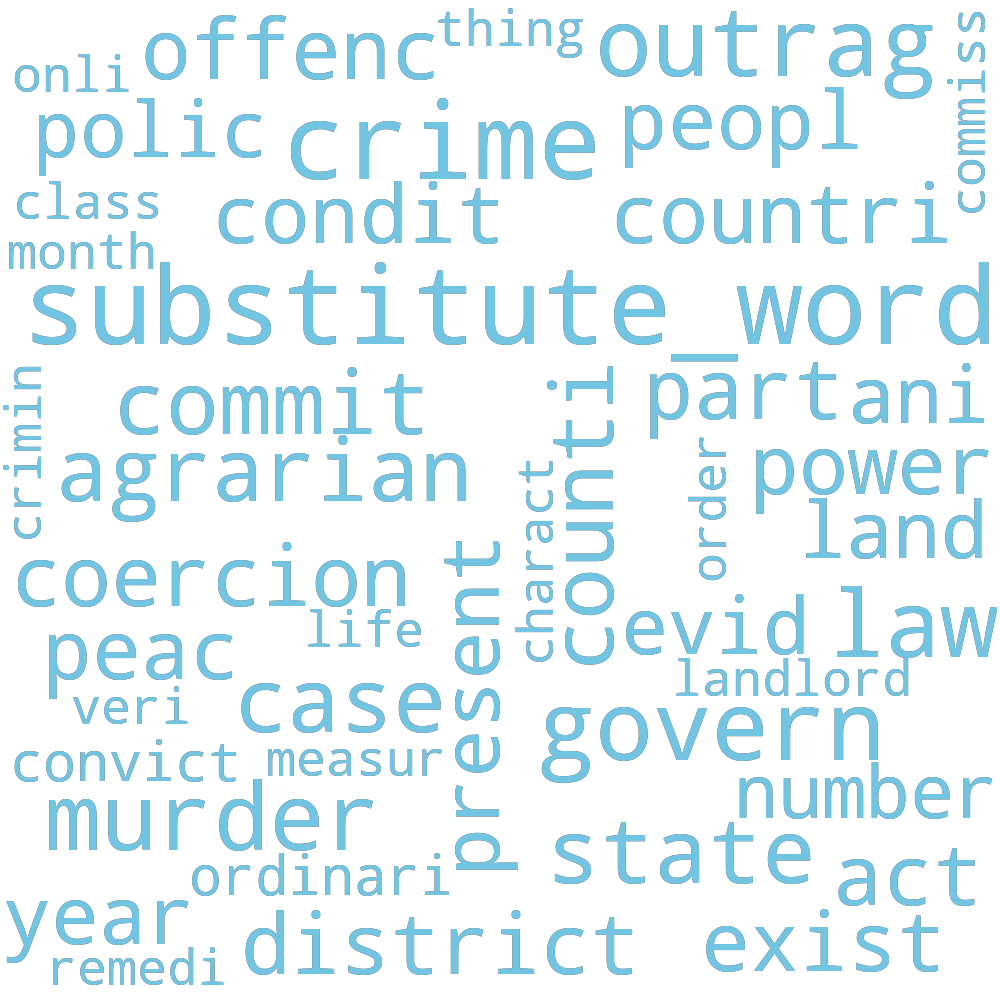 offenc
thing
outrag
commiss
onli
polic
crime
peopl
class
condit
countri
month
substitute_word
crimin
commit
counti
part
ani
agrarian
charact
order
power
land
coercion
present
life
evid
law
peac
landlord
veri
case
govern
convict
measur
number
murder
state
ordinari
act
year
district
exist
remedi